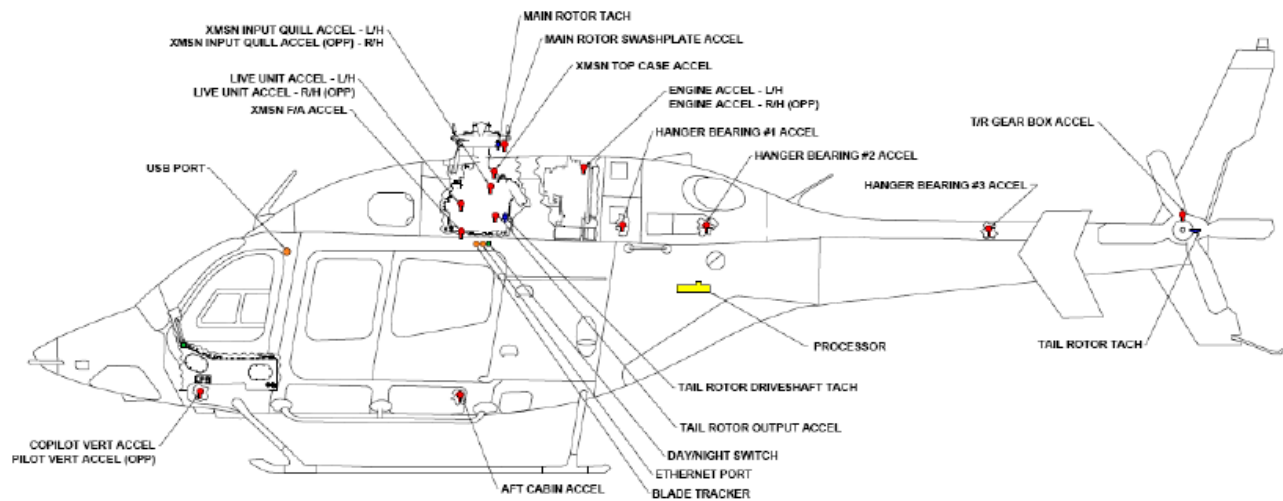 MAIN ROTOR TACH
XMSN INPUT QUILL ACCEL - L/H
XMSN INPUT QUILL ACCEL (OPP) - R/H
MAIN ROTOR SWASHPLATE ACCEL
XMSN TOP CASE ACCEL
LIVE UNIT ACCEL - L/H
LIVE UNIT ACCEL - R/H (OPP)
XMSN F/A ACCEL
ENGINE ACCEL - L/H
ENGINE ACCEL - R/H (OPP)
HANGER BEARING #1 ACCEL
T/R GEAR BOX ACCEL
HANGER BEARING #2 ACCEL
USB PORT
HANGER BEARING #3 ACCEL
PROCESSOR
TAIL ROTOR TACH
TAIL ROTOR DRIVESHAFT TACH
TAIL ROTOR OUTPUT ACCEL
COPILOT VERT ACCEL
PILOT VERT ACCEL (OPP)
DAY/NIGHT SWITCH
ETHERNET PORT
AFT CABIN ACCEL
BLADE TRACKER